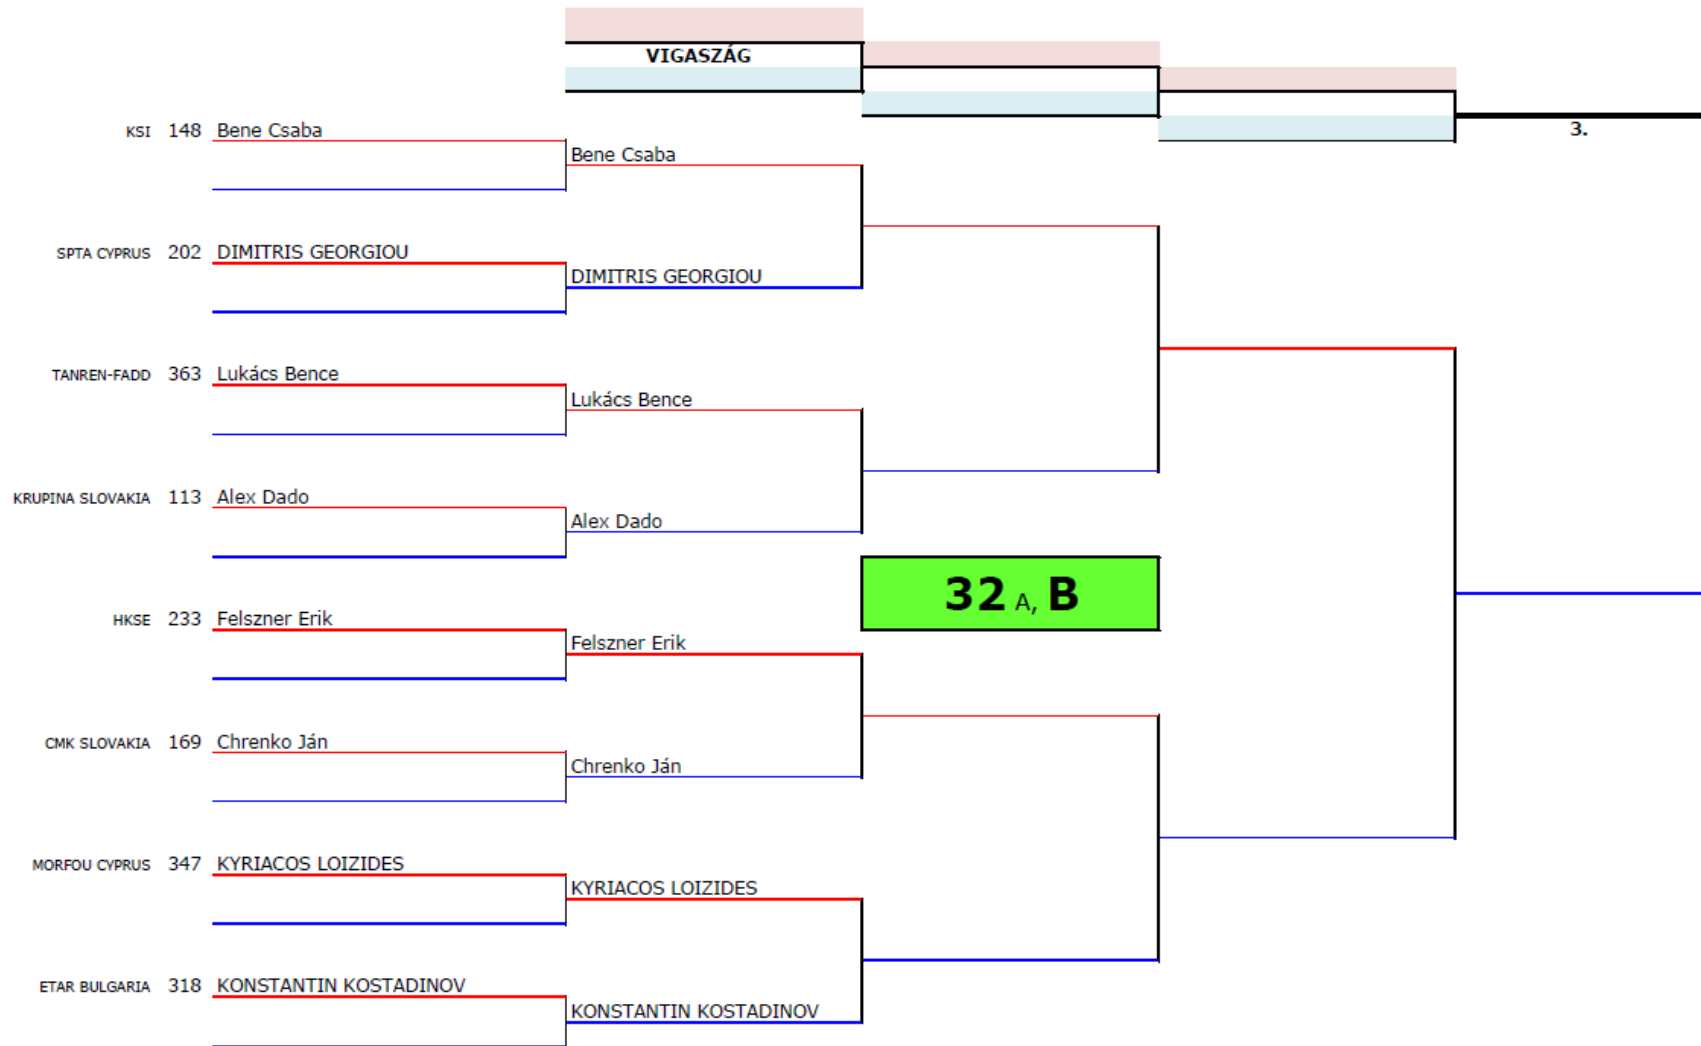 VIGASZÁG
3.
KSI 148 Bene Csaba
Bene Csaba
SPTA CYPRUS 202 DIMITRIS GEORGIOU
DIMITRIS GEORGIOU
TANREN-FADD 363 Lukács Bence
Lukács Bence
KRUPINA SLOVAKIA 113 Alex Dado
Alex Dado
32 A, B
HKSE 233 Felszner Erik
Felszner Erik
CMK SLOVAKIA 169 Chrenko Ján
Chrenko Ján
MORFOU CYPRUS 347 KYRIACOS LOIZIDES
KYRIACOS LOIZIDES
ETAR BULGARIA 318 KONSTANTIN KOSTADINOV
KONSTANTIN KOSTADINOV